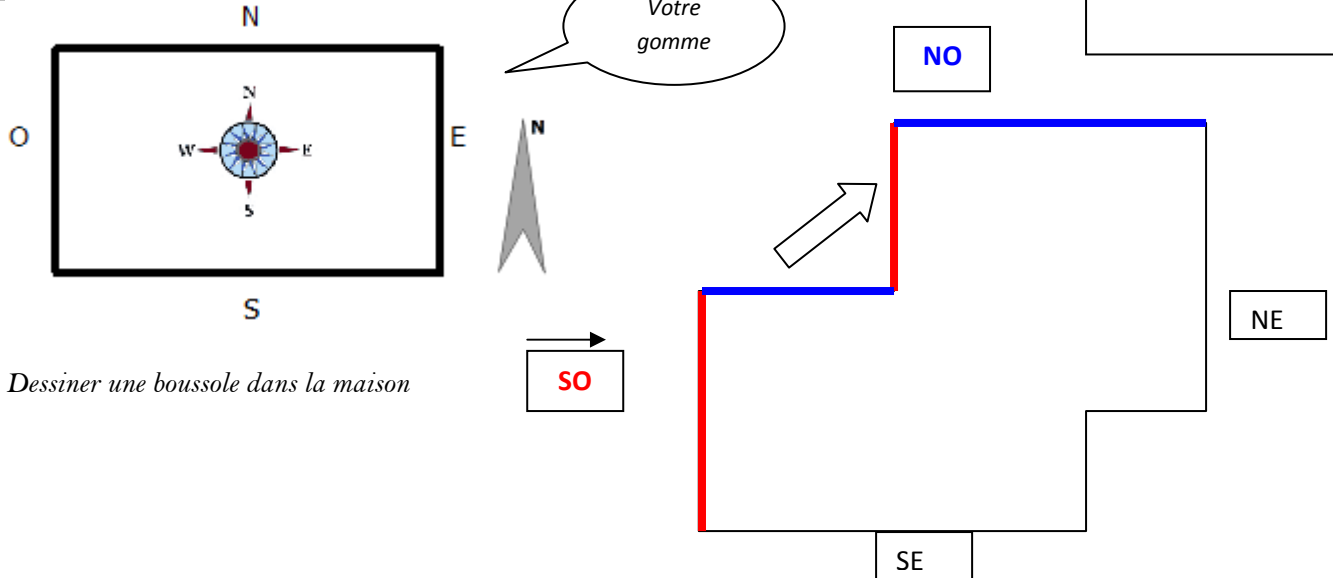 N
Votre
gomme
NO
N
O
W
E
E
N
S
S
NE
SO
Dessiner une boussole dans la maison
SE